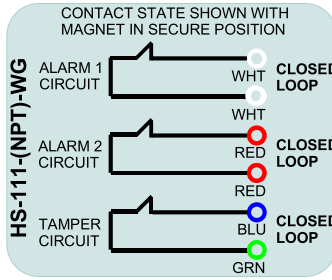 CONTACT STATE SHOWN WITH
MAGNET IN SECURE POSITION
HS-111-(NPT)-WG
ALARM 1
CIRCUIT
WHT
WHT
CLOSED
LOOP
ALARM 2
CIRCUIT
RED
RED
CLOSED
LOOP
TAMPER
CIRCUIT
BLU
GRN
CLOSED
LOOP